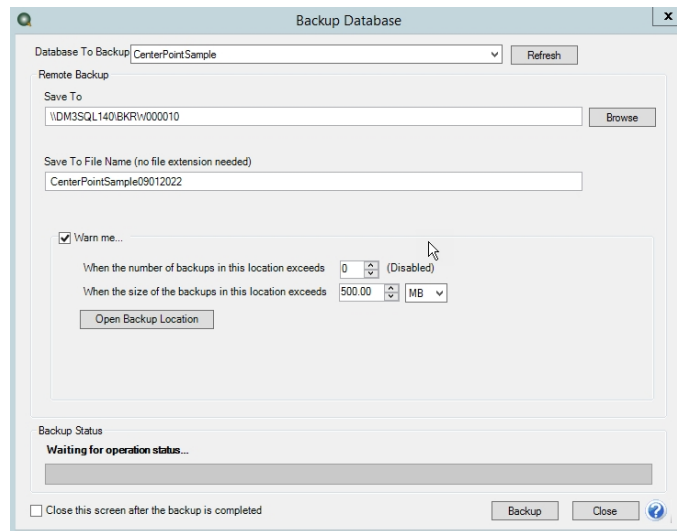 Backup Database
x
Database To Backup CenterPointSample Refresh
Remote Backup
Save To
\\DM3SQL140\BKRW000010 Browse
Save To File Name (no file extension needed)
CenterPointSample09012022
Warn me...
When the number of backups in this location exceeds 0 (Disabled)
When the size of the backups in this location exceeds 500.00 MB
Open Backup Location
Backup Status
Waiting for operation status...
Close this screen after the backup is completed Backup Close ?